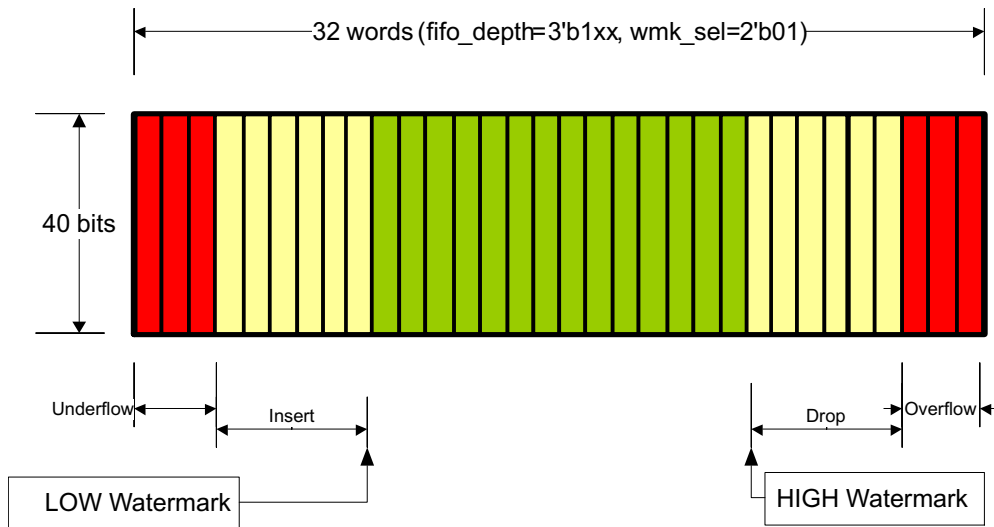 32 words (fifo_depth=3'b1xx, wmk_sel=2'b01)
40 bits
Underflow
Insert
Drop
Overflow
LOW Watermark
HIGH Watermark